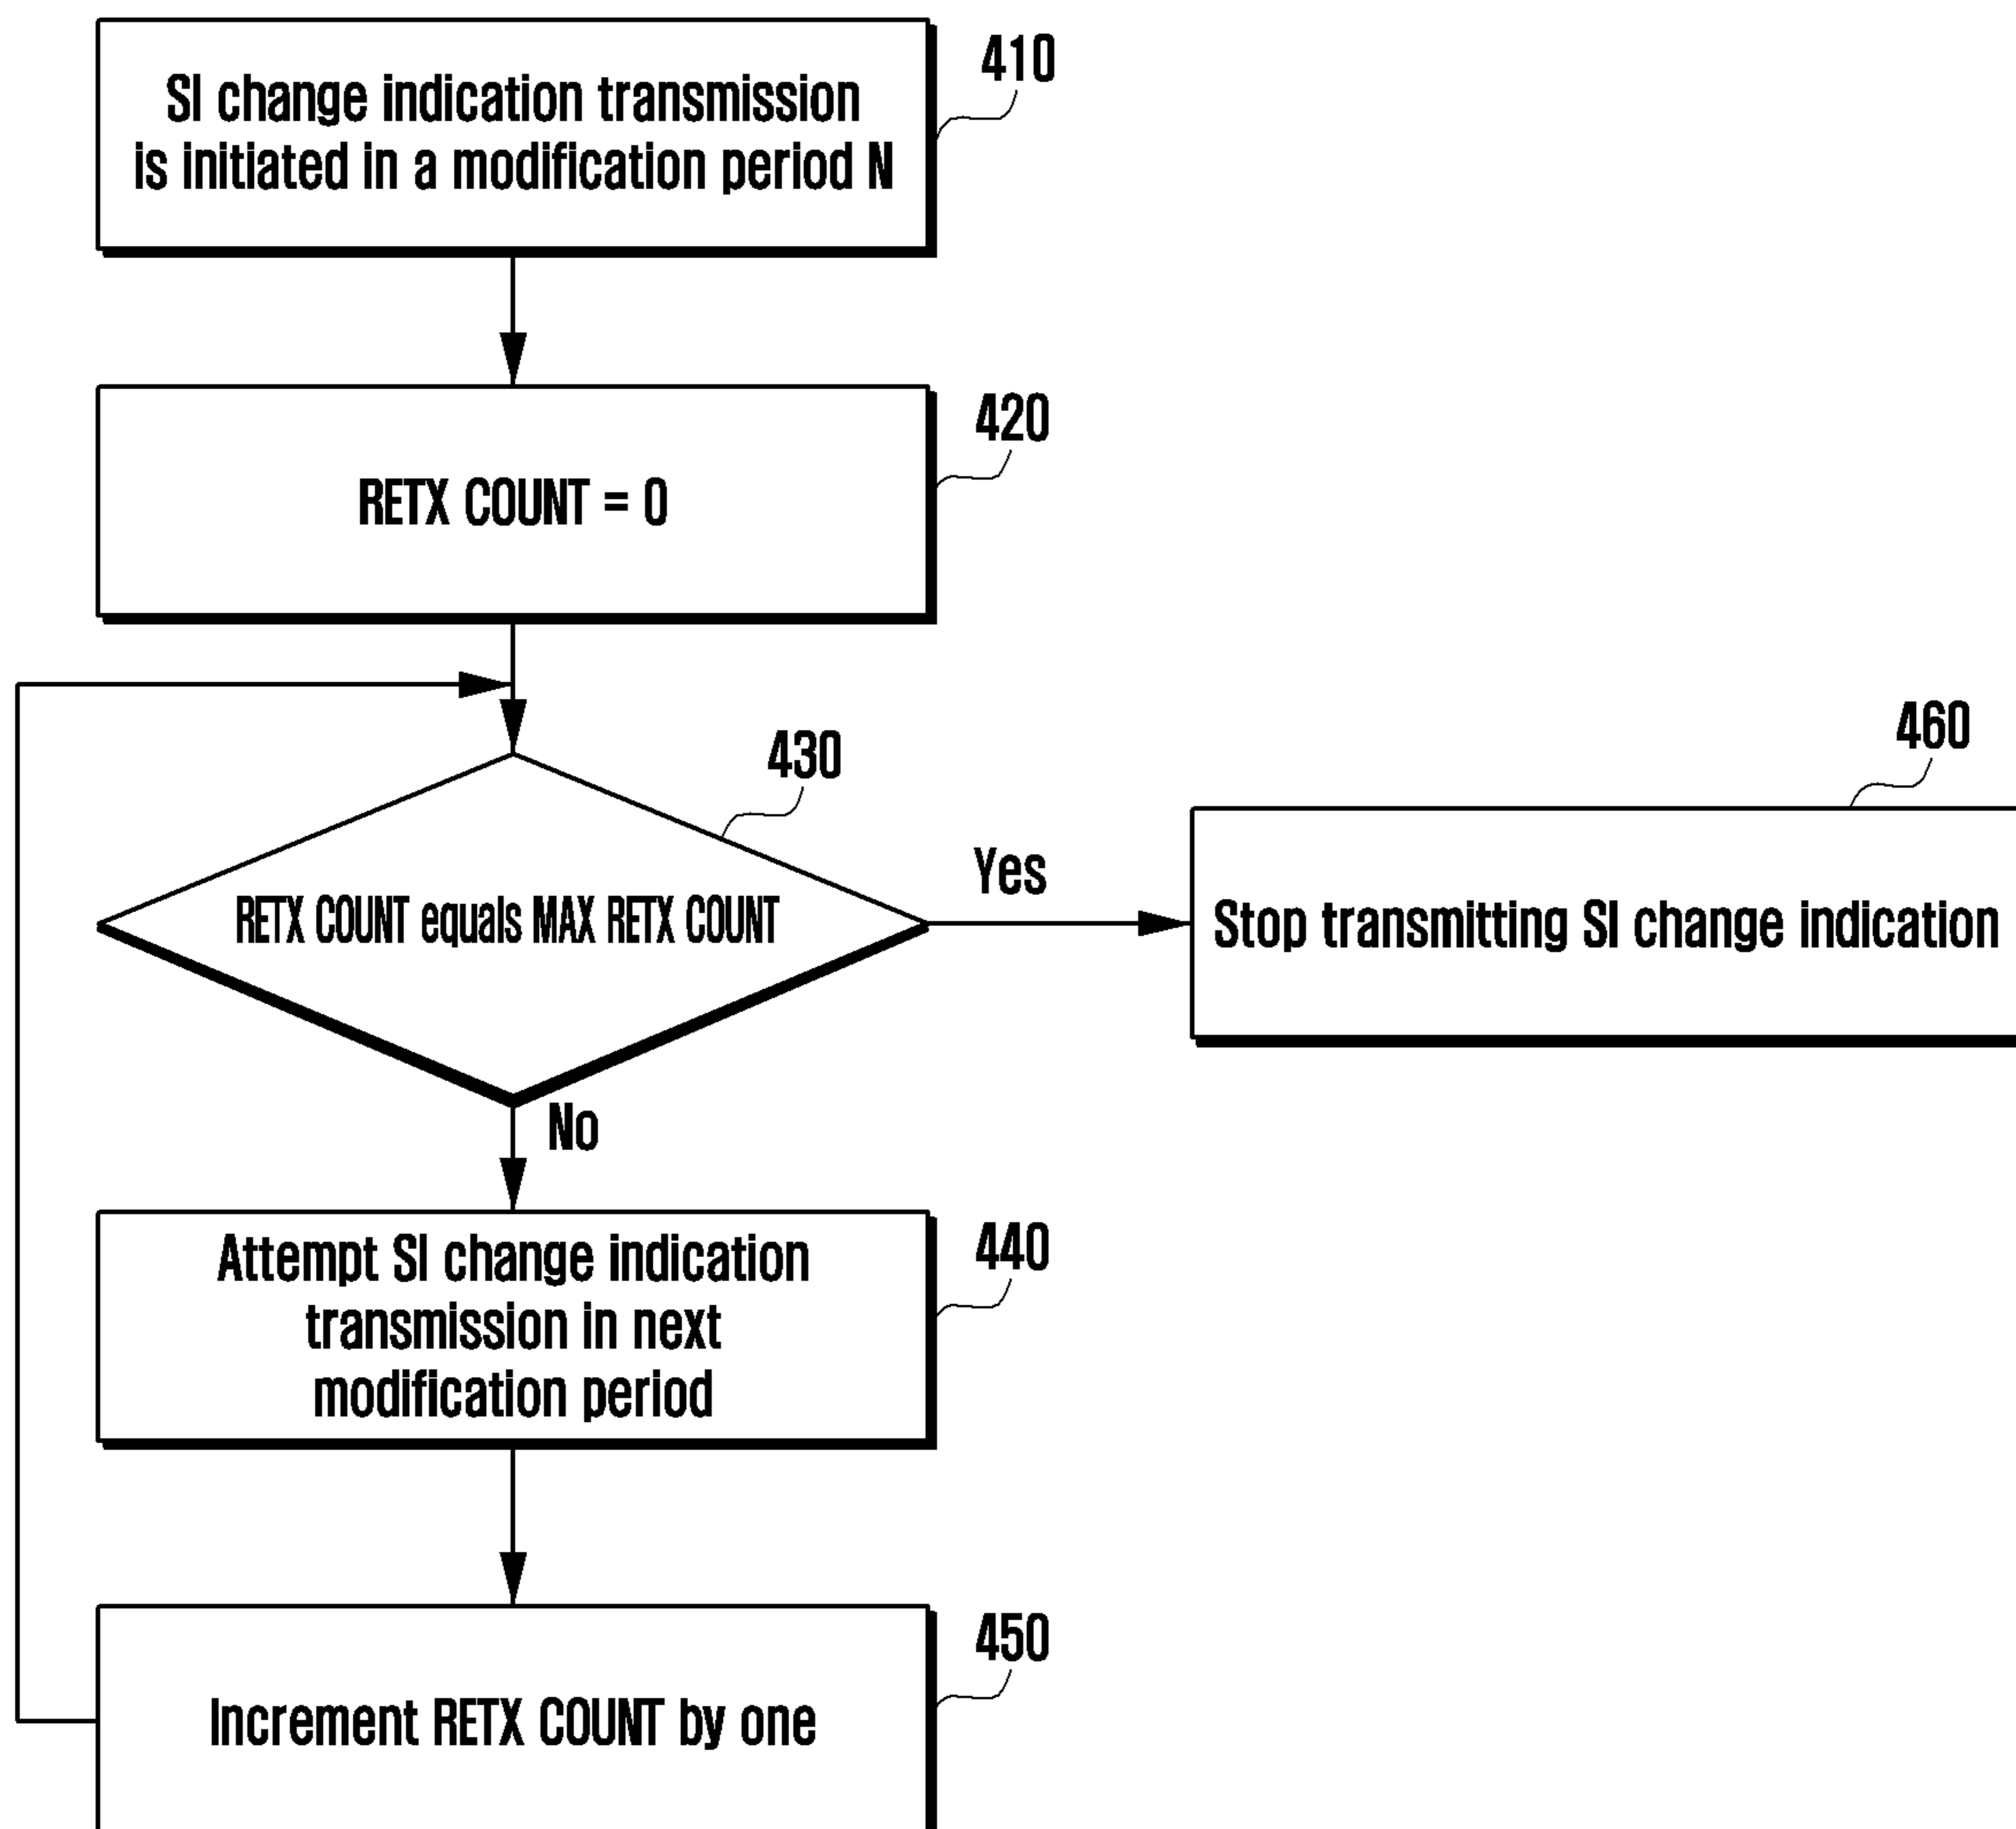 SI change indication transmission
is initiated in a modification period N
410
RETX COUNT = 0
420
RETX COUNT equals MAX RETX COUNT
430
Yes
Stop transmitting SI change indication
460
No
Attempt SI change indication
transmission in next
modification period
440
Increment RETX COUNT by one
450